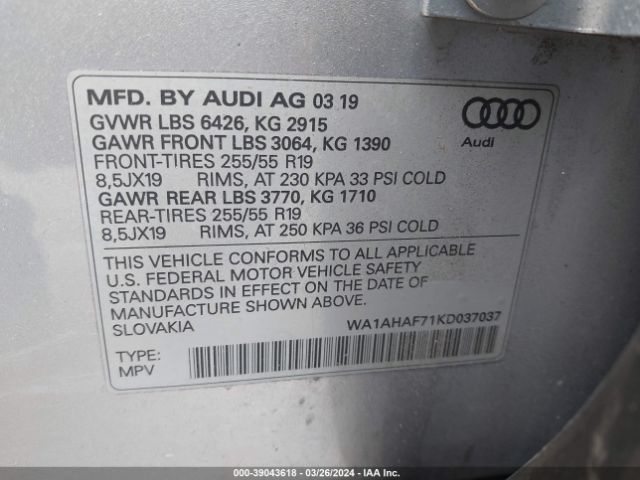 MFD. BY AUDI AG 03 19
GVWR LBS 6426, KG 2915
GAWR FRONT LBS 3064, KG 1390
FRONT-TIRES 255/55 R19
8,5JX19 RIMS, AT 230 KPA 33 PSI COLD
GAWR REAR LBS 3770, KG 1710
REAR-TIRES 255/55 R19
8,5JX19 RIMS, AT 250 KPA 36 PSI COLD
Audi
THIS VEHICLE CONFORMS TO ALL APPLICABLE
U.S. FEDERAL MOTOR VEHICLE SAFETY
STANDARDS IN EFFECT ON THE DATE OF
MANUFACTURE SHOWN ABOVE.
SLOVAKIA WA1AHAF71KD037037
TYPE:
MPV
000-39043618 - 03/26/2024 - IAAI.COM